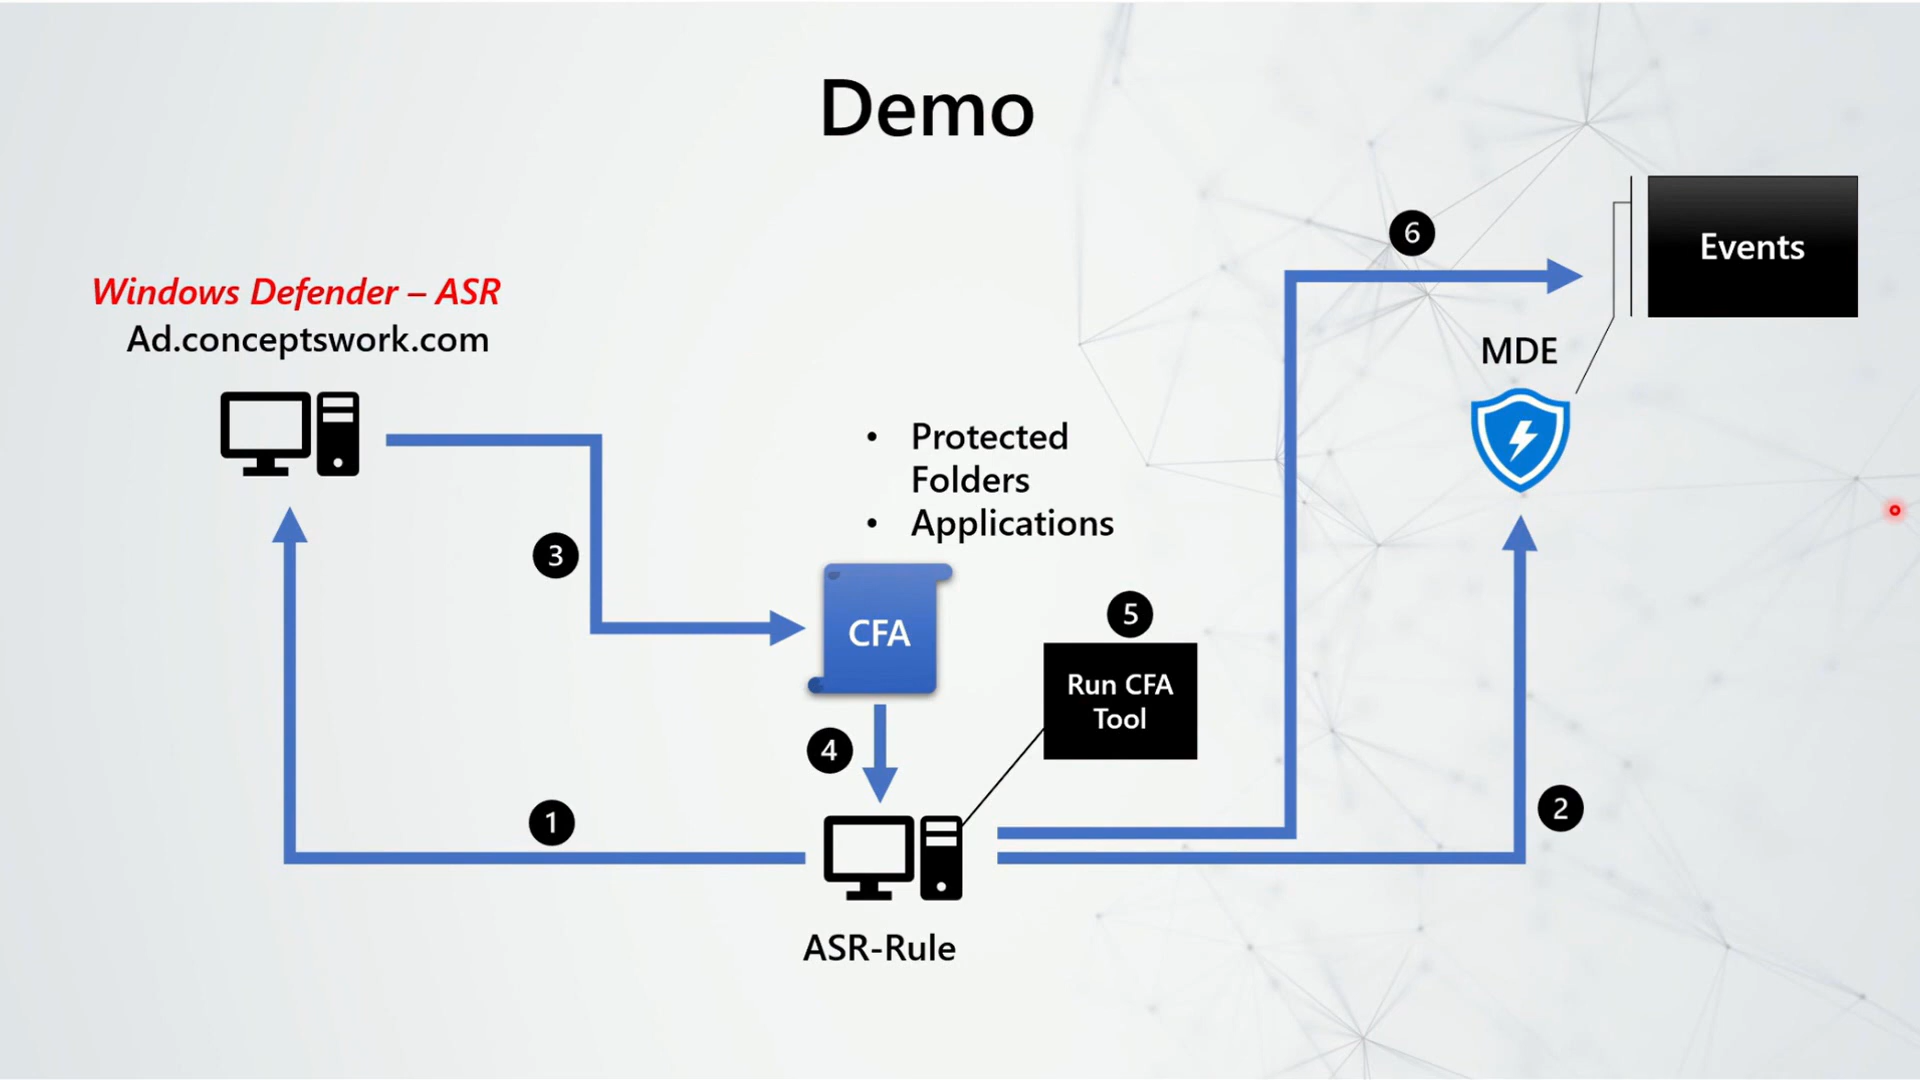 Demo
Windows Defender – ASR
Ad.conceptswork.com
6
Events
MDE
• Protected
Folders
• Applications
3
CFA
5
Run CFA
Tool
4
1
2
ASR-Rule